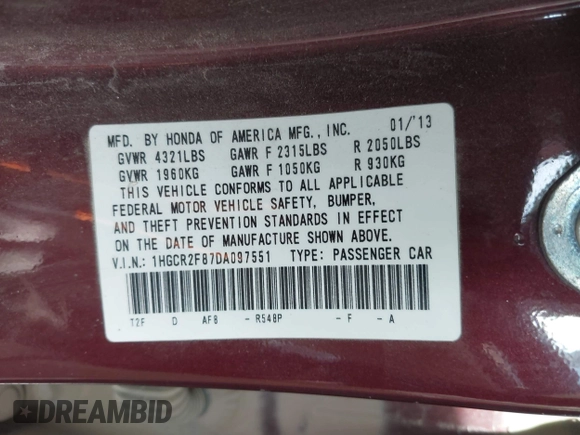 MFD. BY HONDA OF AMERICA MFG., INC. 01/'13
GVWR 4321LBS GAWR F 2315LBS R 2050LBS
GVWR 1960KG GAWR F 1050KG R 930KG
THIS VEHICLE CONFORMS TO ALL APPLICABLE
FEDERAL MOTOR VEHICLE SAFETY, BUMPER,
AND THEFT PREVENTION STANDARDS IN EFFECT
ON THE DATE OF MANUFACTURE SHOWN ABOVE.
V.I.N.: 1HGCR2F87DA097551 TYPE: PASSENGER CAR
T2F D AF8 - R548P - F - A
DREAMBID